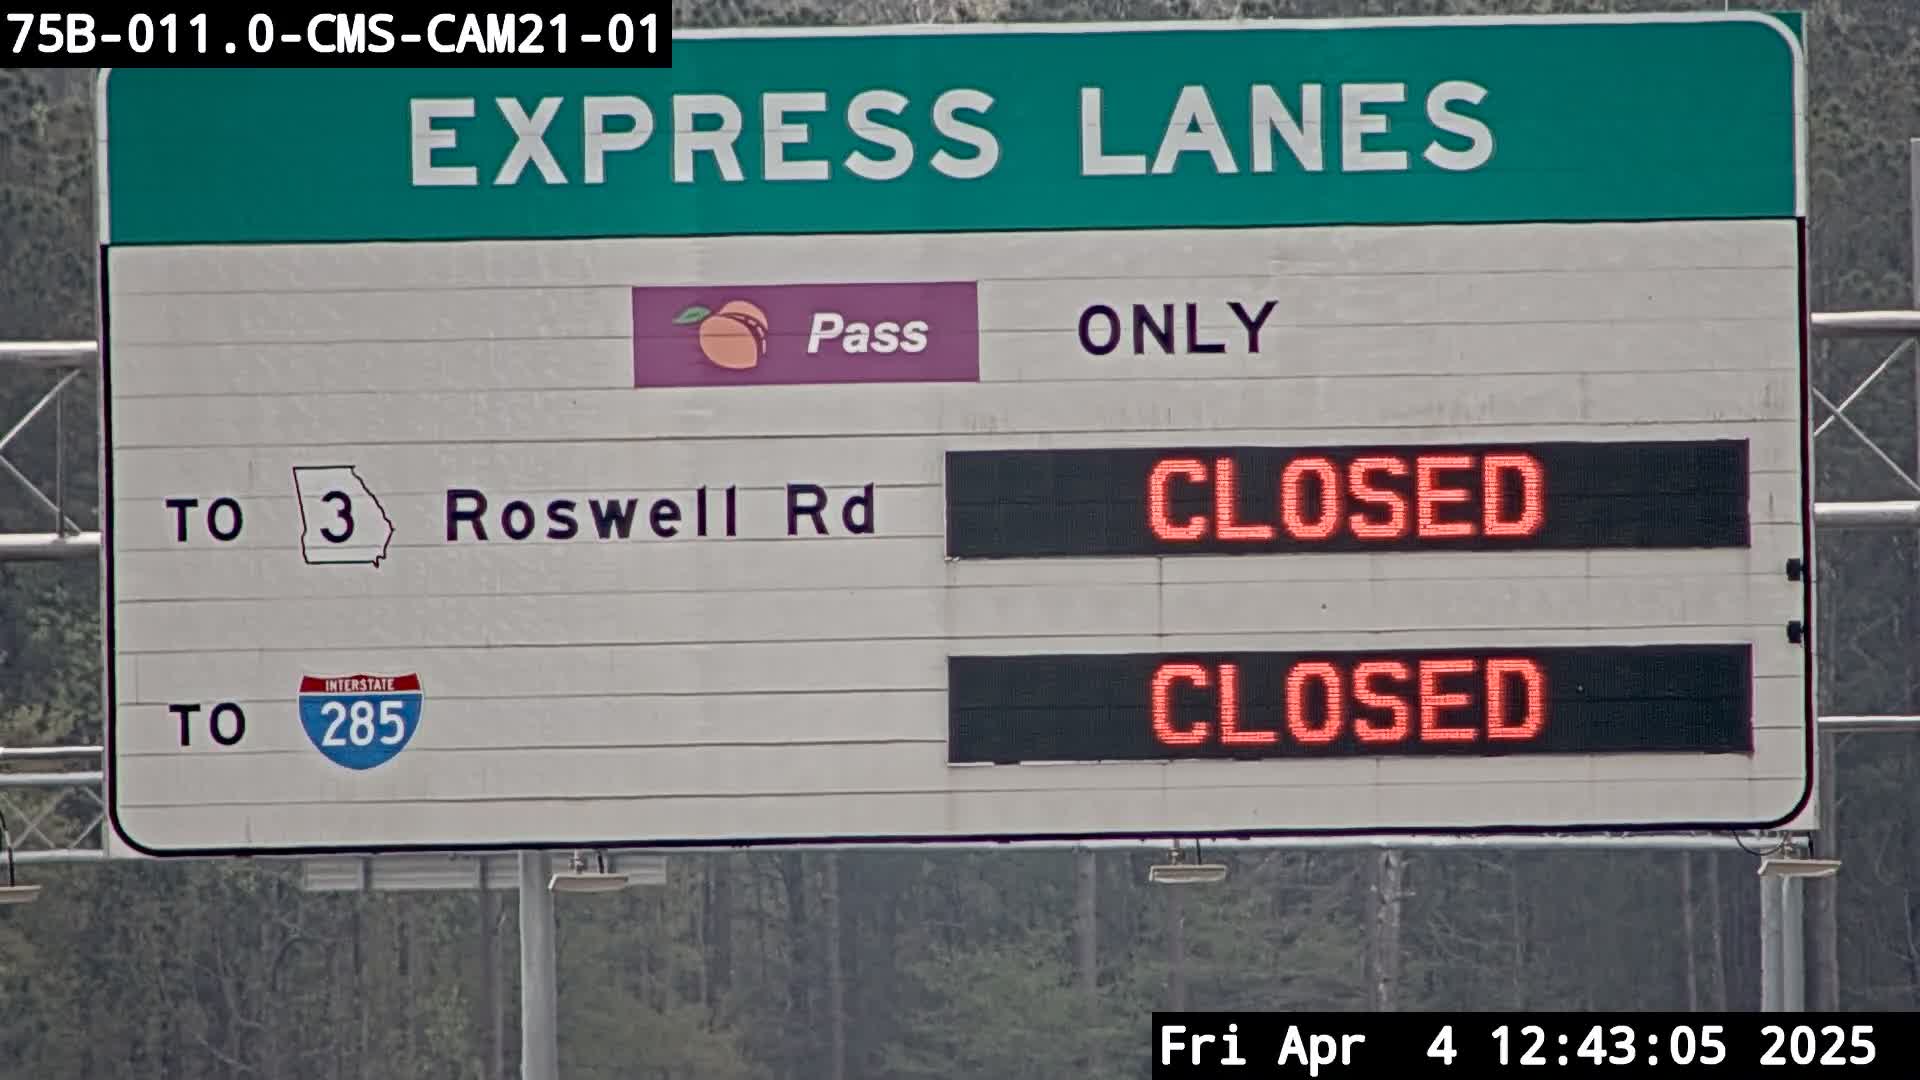 75B-011.0-CMS-CAM21-01
EXPRESS LANES
Pass ONLY
TO 3 Roswell Rd CLOSED
INTERSTATE
TO 285 CLOSED
Fri Apr 4 12:43:05 2025